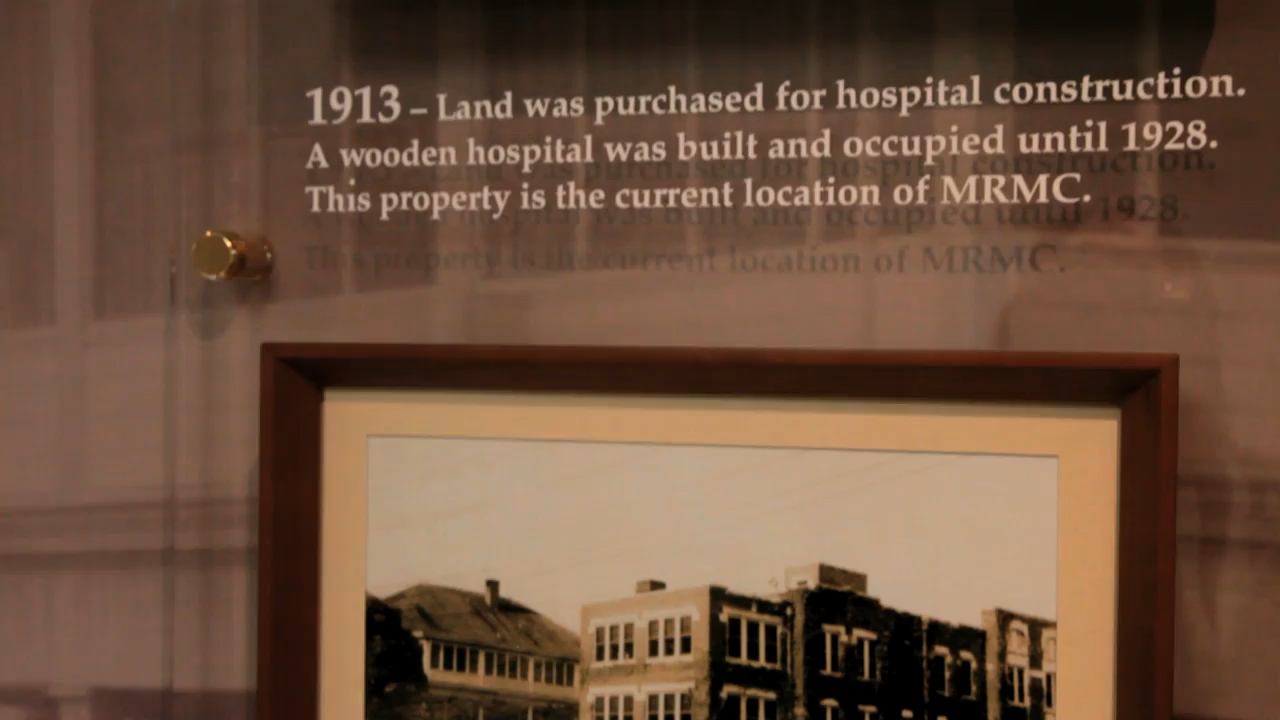 1913 – Land was purchased for hospital construction.
A wooden hospital was built and occupied until 1928.
This property is the current location of MRMC.